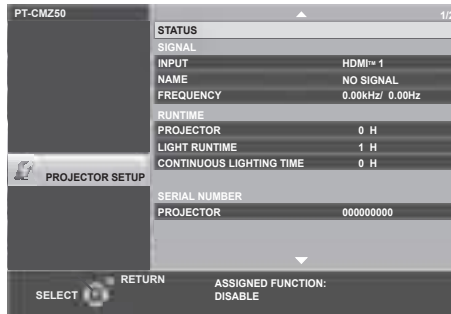 PT-CMZ50
1/2
STATUS
SIGNAL
INPUT HDMI™ 1
NAME NO SIGNAL
FREQUENCY 0.00kHz/ 0.00Hz
RUNTIME
PROJECTOR 0 H
LIGHT RUNTIME 1 H
CONTINUOUS LIGHTING TIME 0 H
PROJECTOR SETUP
SERIAL NUMBER
PROJECTOR 000000000
RETURN
SELECT
ASSIGNED FUNCTION:
DISABLE